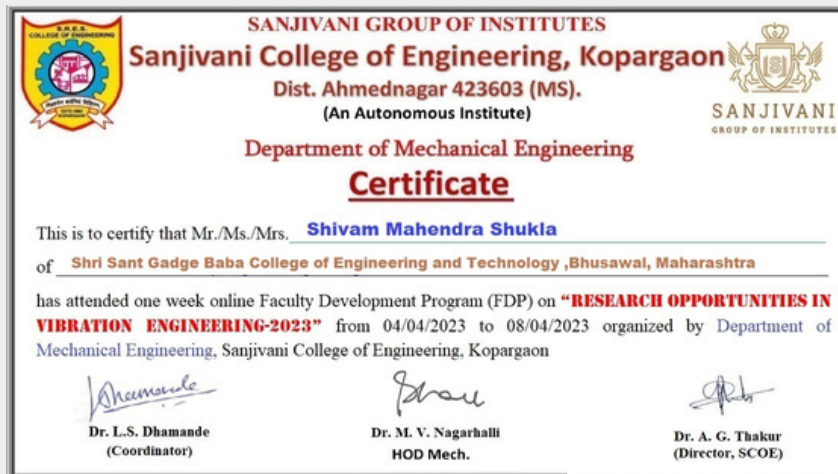 SANJIVANI GROUP OF INSTITUTES
Sanjivani College of Engineering, Kopargaon
Dist. Ahmednagar 423603 (MS).
(An Autonomous Institute)
S.R.E.S.
COLLEGE OF ENGINEERING
SANJIVANI
GROUP OF INSTITUTES
Department of Mechanical Engineering
Certificate
This is to certify that Mr./Ms./Mrs. Shivam Mahendra Shukla
of Shri Sant Gadge Baba College of Engineering and Technology ,Bhusawal, Maharashtra
has attended one week online Faculty Development Program (FDP) on “RESEARCH OPPORTUNITIES IN
VIBRATION ENGINEERING-2023” from 04/04/2023 to 08/04/2023 organized by Department of
Mechanical Engineering, Sanjivani College of Engineering, Kopargaon
Dr. L.S. Dhamande
(Coordinator)
Dr. M. V. Nagarhalli
HOD Mech.
Dr. A. G. Thakur
(Director, SCOE)